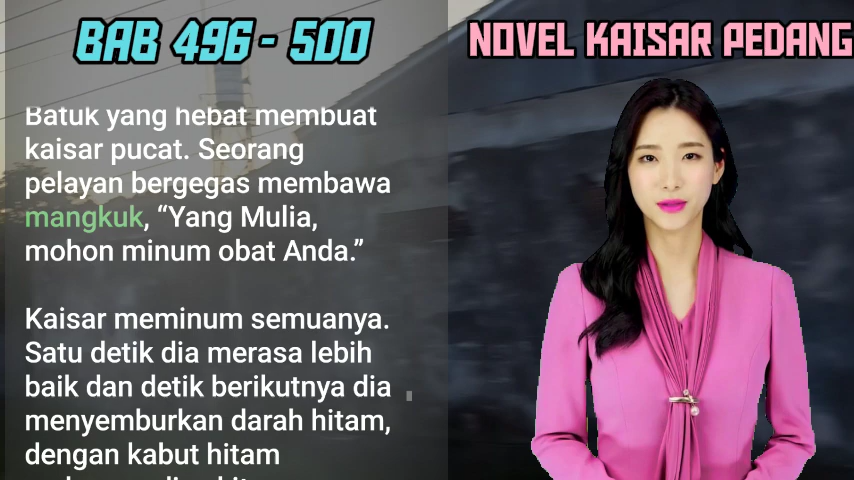 BAB 496 - 500
NOVEL KAISAR PEDANG
Batuk yang hebat membuat
kaisar pucat. Seorang
pelayan bergegas membawa
mangkuk, “Yang Mulia,
mohon minum obat Anda.”
Kaisar meminum semuanya.
Satu detik dia merasa lebih
baik dan detik berikutnya dia
menyemburkan darah hitam,
dengan kabut hitam